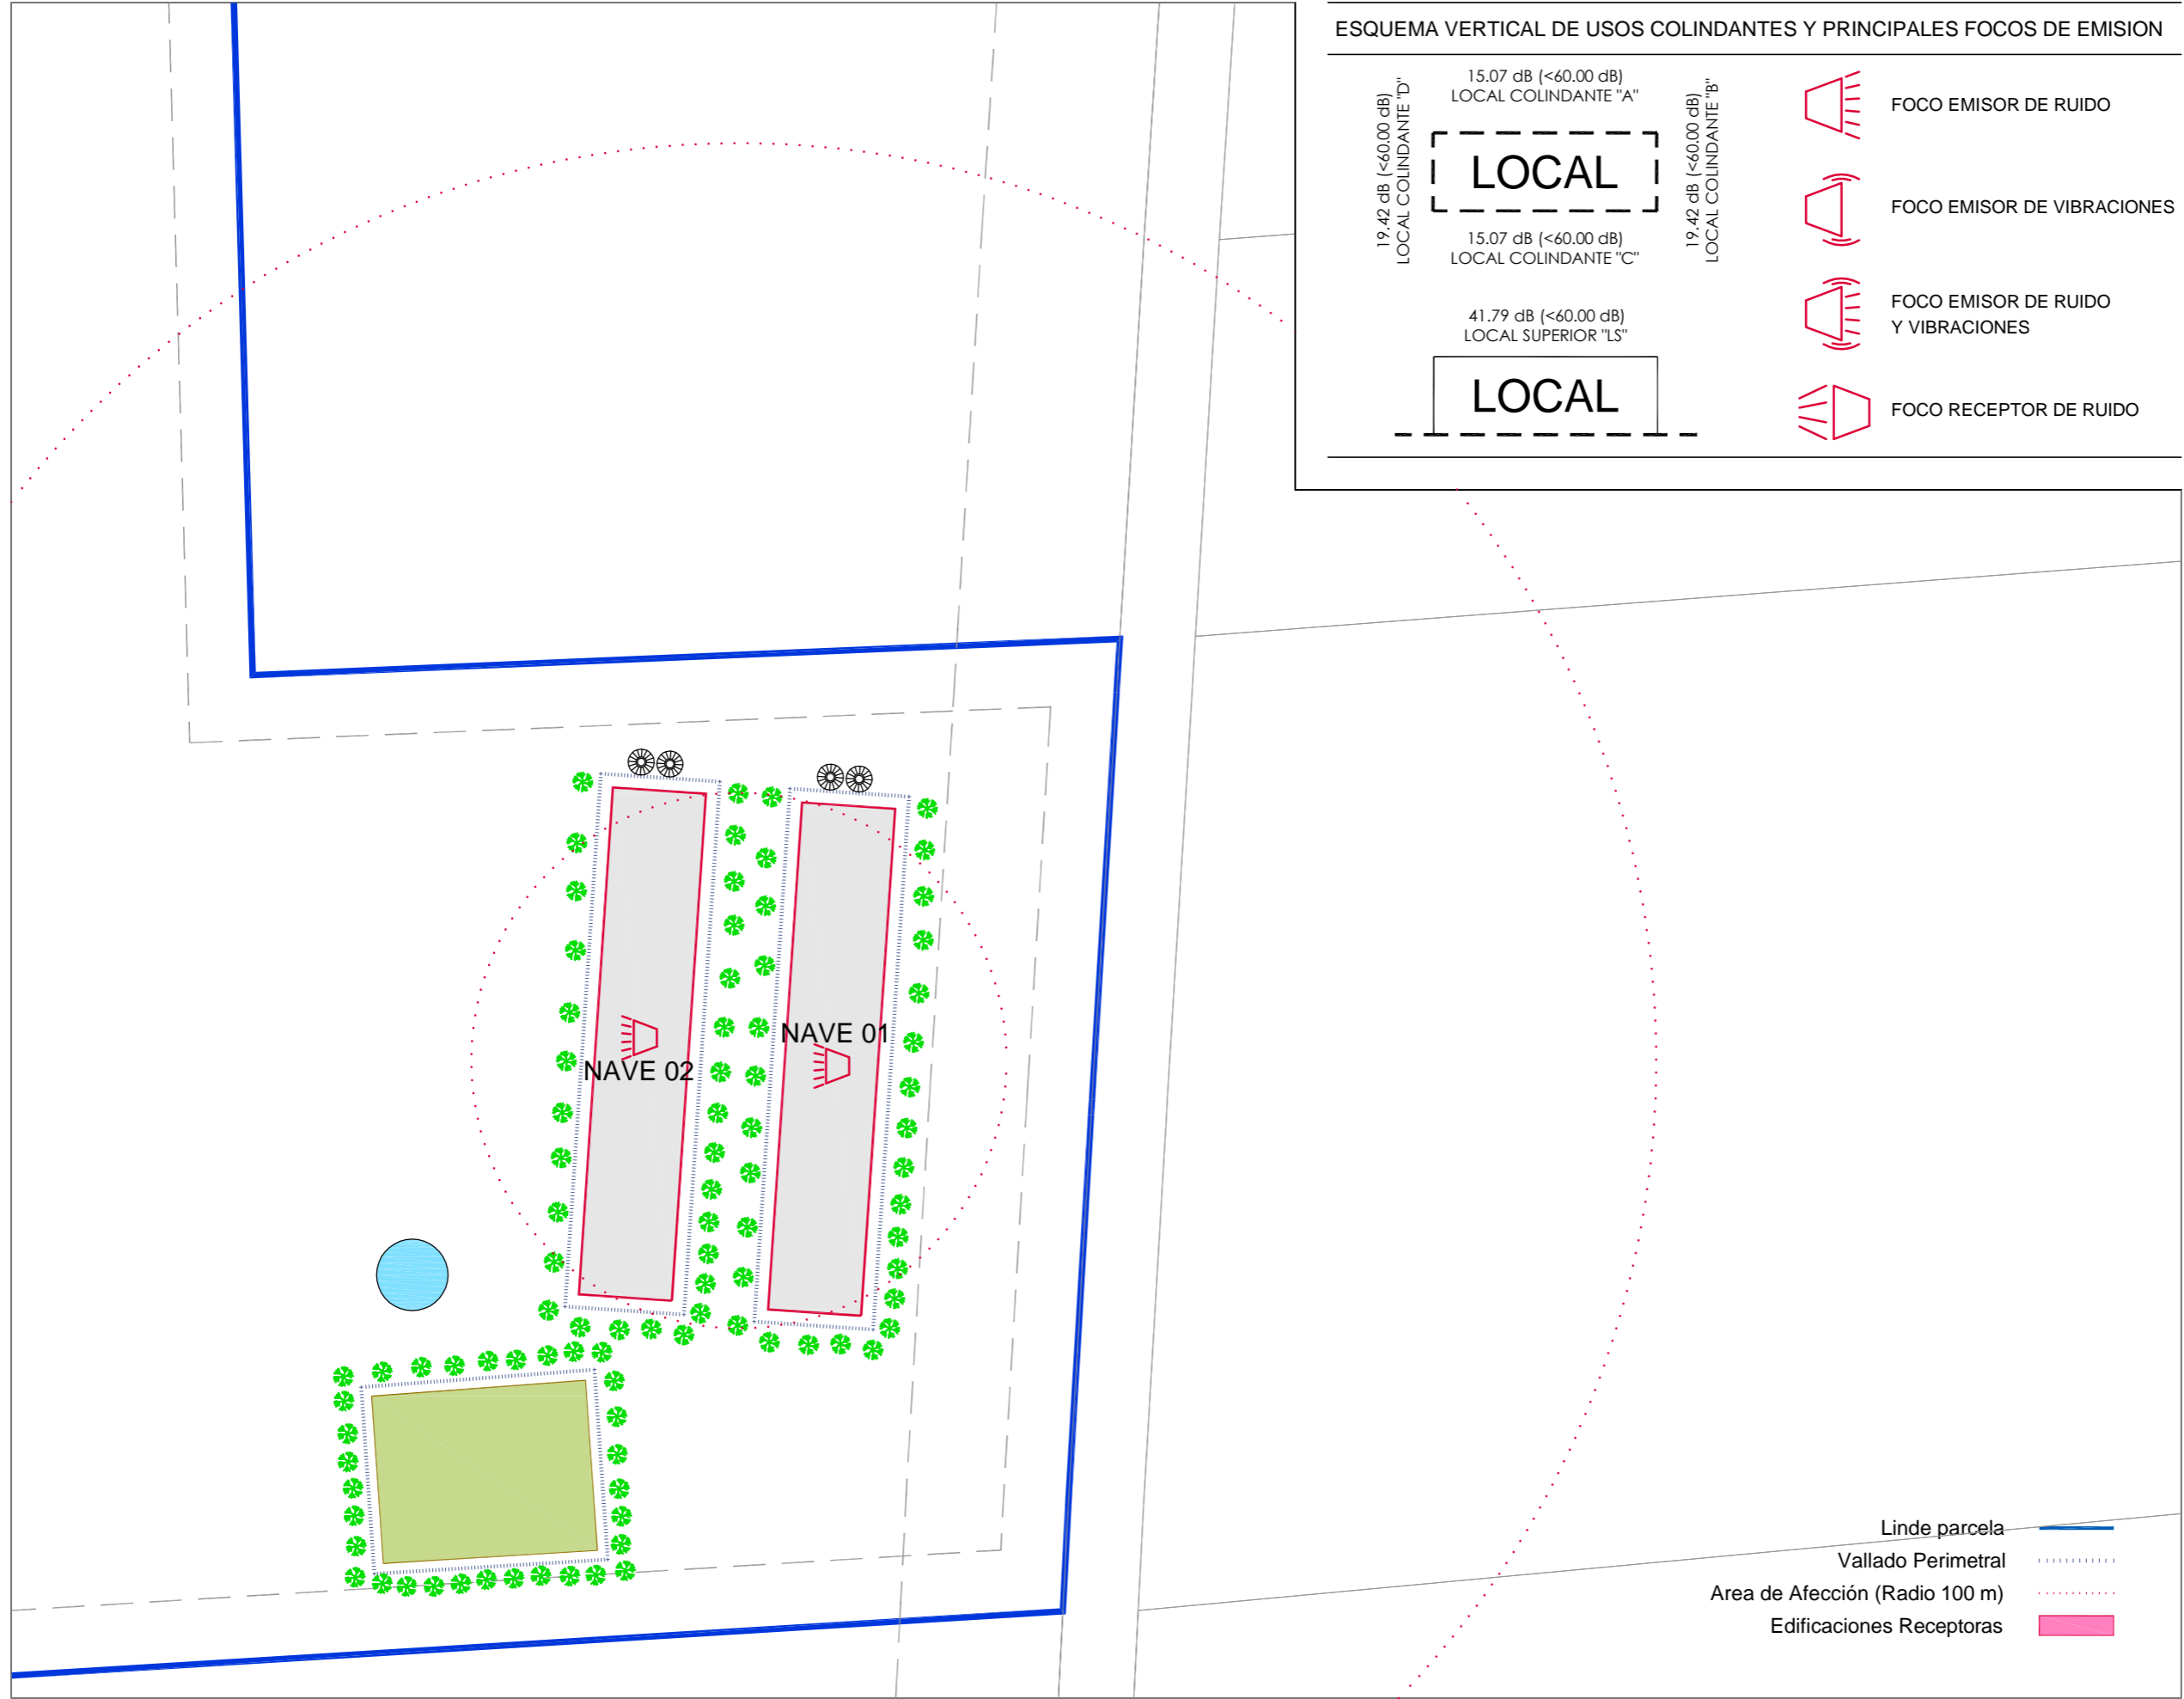 ESQUEMA VERTICAL DE USOS COLINDANTES Y PRINCIPALES FOCOS DE EMISION
15.07 dB (<60.00 dB)
LOCAL COLINDANTE "A"
19.42 dB (<60.00 dB)
LOCAL COLINDANTE "D"
LOCAL
19.42 dB (<60.00 dB)
LOCAL COLINDANTE "B"
15.07 dB (<60.00 dB)
LOCAL COLINDANTE "C"
41.79 dB (<60.00 dB)
LOCAL SUPERIOR "LS"
LOCAL
FOCO EMISOR DE RUIDO
FOCO EMISOR DE VIBRACIONES
FOCO EMISOR DE RUIDO
Y VIBRACIONES
FOCO RECEPTOR DE RUIDO
NAVE 01
NAVE 02
Linde parcela
Vallado Perimetral
Area de Afección (Radio 100 m)
Edificaciones Receptoras